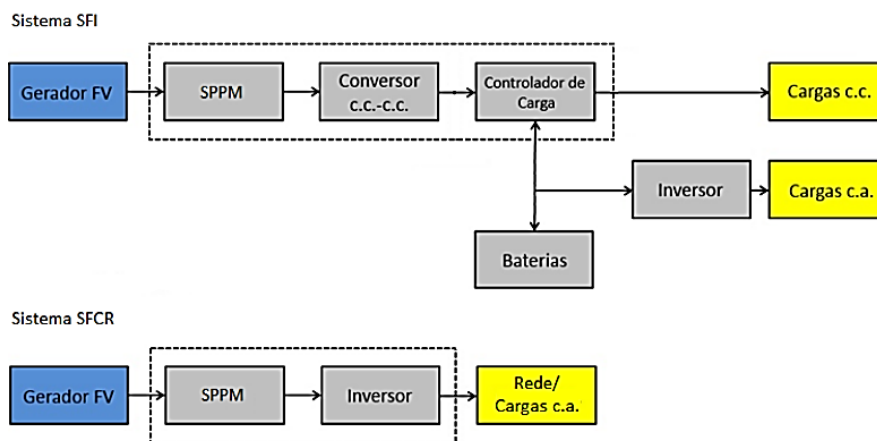 Sistema SFI
Gerador FV
SPPM
Conversor
c.c.-c.c.
Controlador de
Carga
Cargas c.c.
Inversor
Cargas c.a.
Baterias
Sistema SFCR
Gerador FV
SPPM
Inversor
Rede/
Cargas c.a.